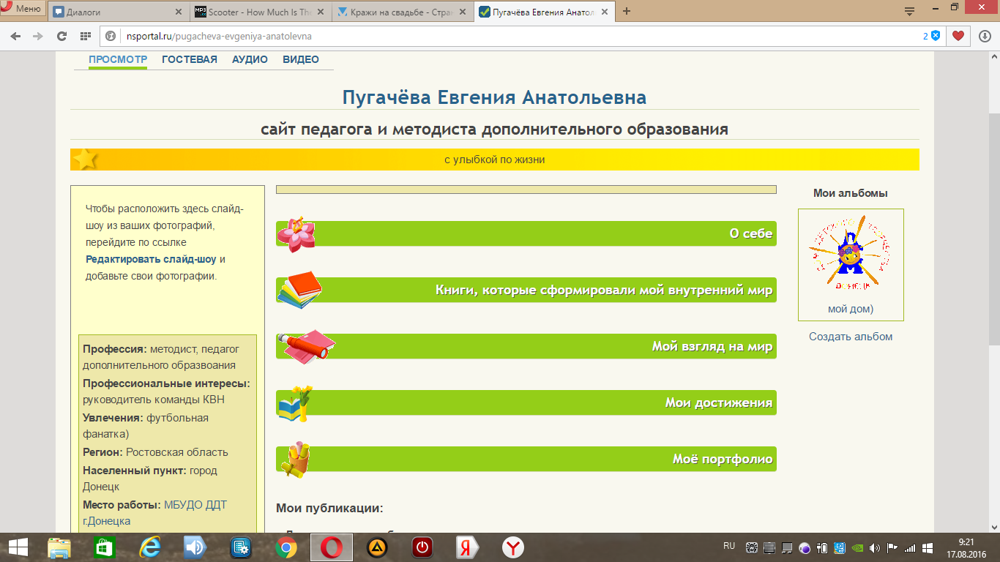 Меню
Диалоги
Scooter - How Much Is The
Кражи на свадьбе - Стра
Пугачёва Евгения Анатол
nsportal.ru/pugacheva-evgeniya-anatolevna
2
ПРОСМОТР ГОСТЕВАЯ АУДИО ВИДЕО
Пугачёва Евгения Анатольевна
сайт педагога и методиста дополнительного образования
с улыбкой по жизни
Чтобы расположить здесь слайд-
шоу из ваших фотографий,
перейдите по ссылке
Редактировать слайд-шоу и
добавьте свои фотографии.
Профессия: методист, педагог
дополнительного образвоания
Профессиональные интересы:
руководитель команды КВН
Увлечения: футбольная
фанатка)
Регион: Ростовская область
Населенный пункт: город
Донецк
Место работы: МБУДО ДДТ
г.Донецка
О себе
Книги, которые сформировали мой внутренний мир
Мой взгляд на мир
Мои достижения
Моё портфолио
Мои публикации:
Мои альбомы
ДОНЕЦК
мой дом)
Создать альбом
RU
9:21
17.08.2016